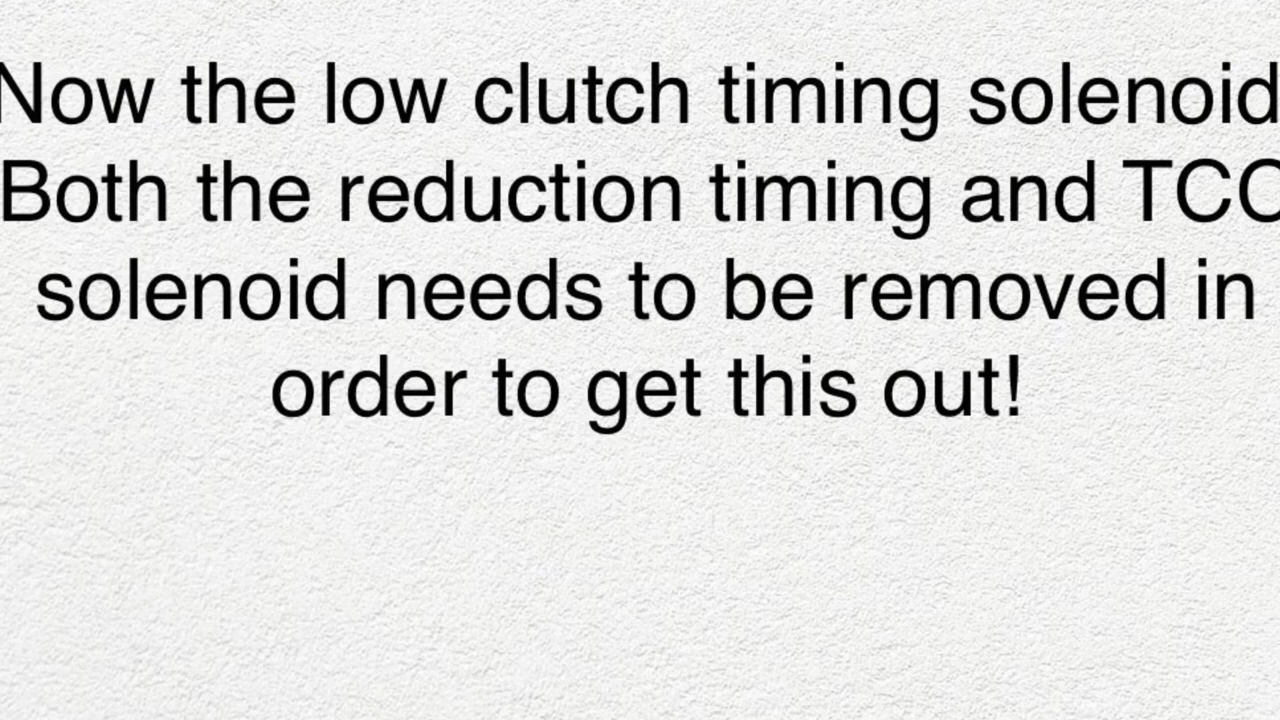 Now the low clutch timing solenoid
Both the reduction timing and TCC
solenoid needs to be removed in
order to get this out!